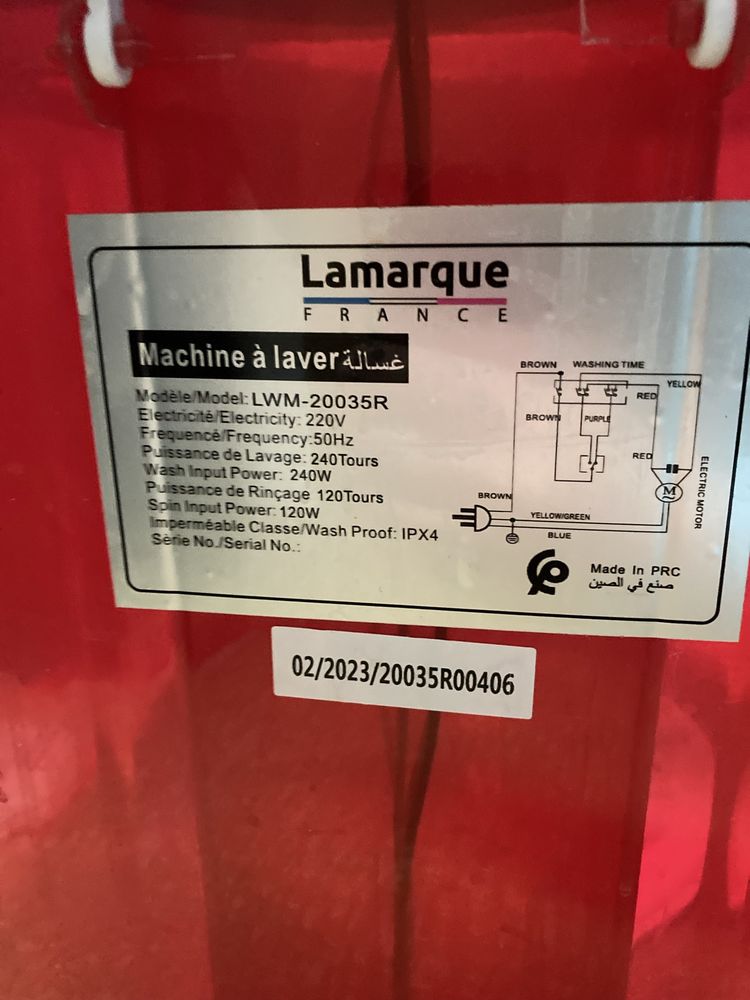 Lamarque
FRANCE
Machine à laver غسالة
Modèle/Model: LWM-20035R
Electricité/Electricity: 220V
Frequencé/Frequency:50Hz
Puissance de Lavage: 240Tours
Wash Input Power: 240W
Puissance de Rinçage 120Tours
Spin Input Power: 120W
Imperméable Classe/Wash Proof: IPX4
Sèrie No./Serial No.:
BROWN WASHING TIME
YELLOW
RED
BROWN PURPLE
RED
M
ELECTRIC MOTOR
BROWN
YELLOW/GREEN
BLUE
Made In PRC
صنع في الصين
02/2023/20035R00406